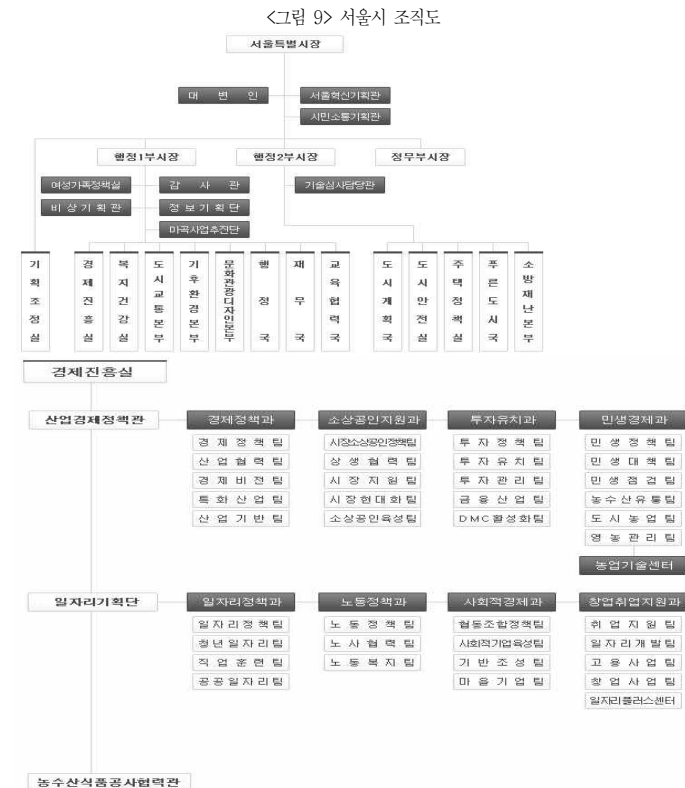 <그림 9> 서울시 조직도
서울특별시장
대 변 인
서울혁신기획관
시민소통기획관
행정1부시장
행정2부시장
정무부시장
여성가족정책실
감 사 관
기술심사담당관
비 상 기 획 관
정 보 기 획 단
마곡사업추진단
기획조정실
경제진흥실
복지건강실
도시교통본부
기후환경본부
문화관광디자인본부
행정국
재무국
교육협력국
도시계획국
도시안전실
주택정책실
푸른도시국
소방재난본부
경제진흥실
산업경제정책관
경제정책과
소상공인지원과
투자유치과
민생경제과
경 제 정 책 팀
시장소상공인정책팀
투 자 정 책 팀
민 생 정 책 팀
산 업 협 력 팀
상 생 협 력 팀
투 자 유 치 팀
민 생 대 책 팀
경 제 비 전 팀
시 장 지 원 팀
투 자 관 리 팀
민 생 점 검 팀
특 화 산 업 팀
시 장 현 대 화 팀
금 융 산 업 팀
농 수 산 유 통 팀
산 업 기 반 팀
소상공인육성팀
DMC활성화팀
도 시 농 업 팀
영 농 관 리 팀
농업기술센터
일자리기획단
일자리정책과
노동정책과
사회적경제과
창업취업지원과
일자리정책팀
노 동 정 책 팀
협동조합정책팀
취 업 지 원 팀
청년일자리팀
노 사 협 력 팀
사회적기업육성팀
일자리개발팀
직 업 훈 련 팀
노 동 복 지 팀
기 반 조 성 팀
고 용 사 업 팀
공공일자리팀
마 을 기 업 팀
창 업 사 업 팀
일자리플러스센터
농수산식품공사협력관